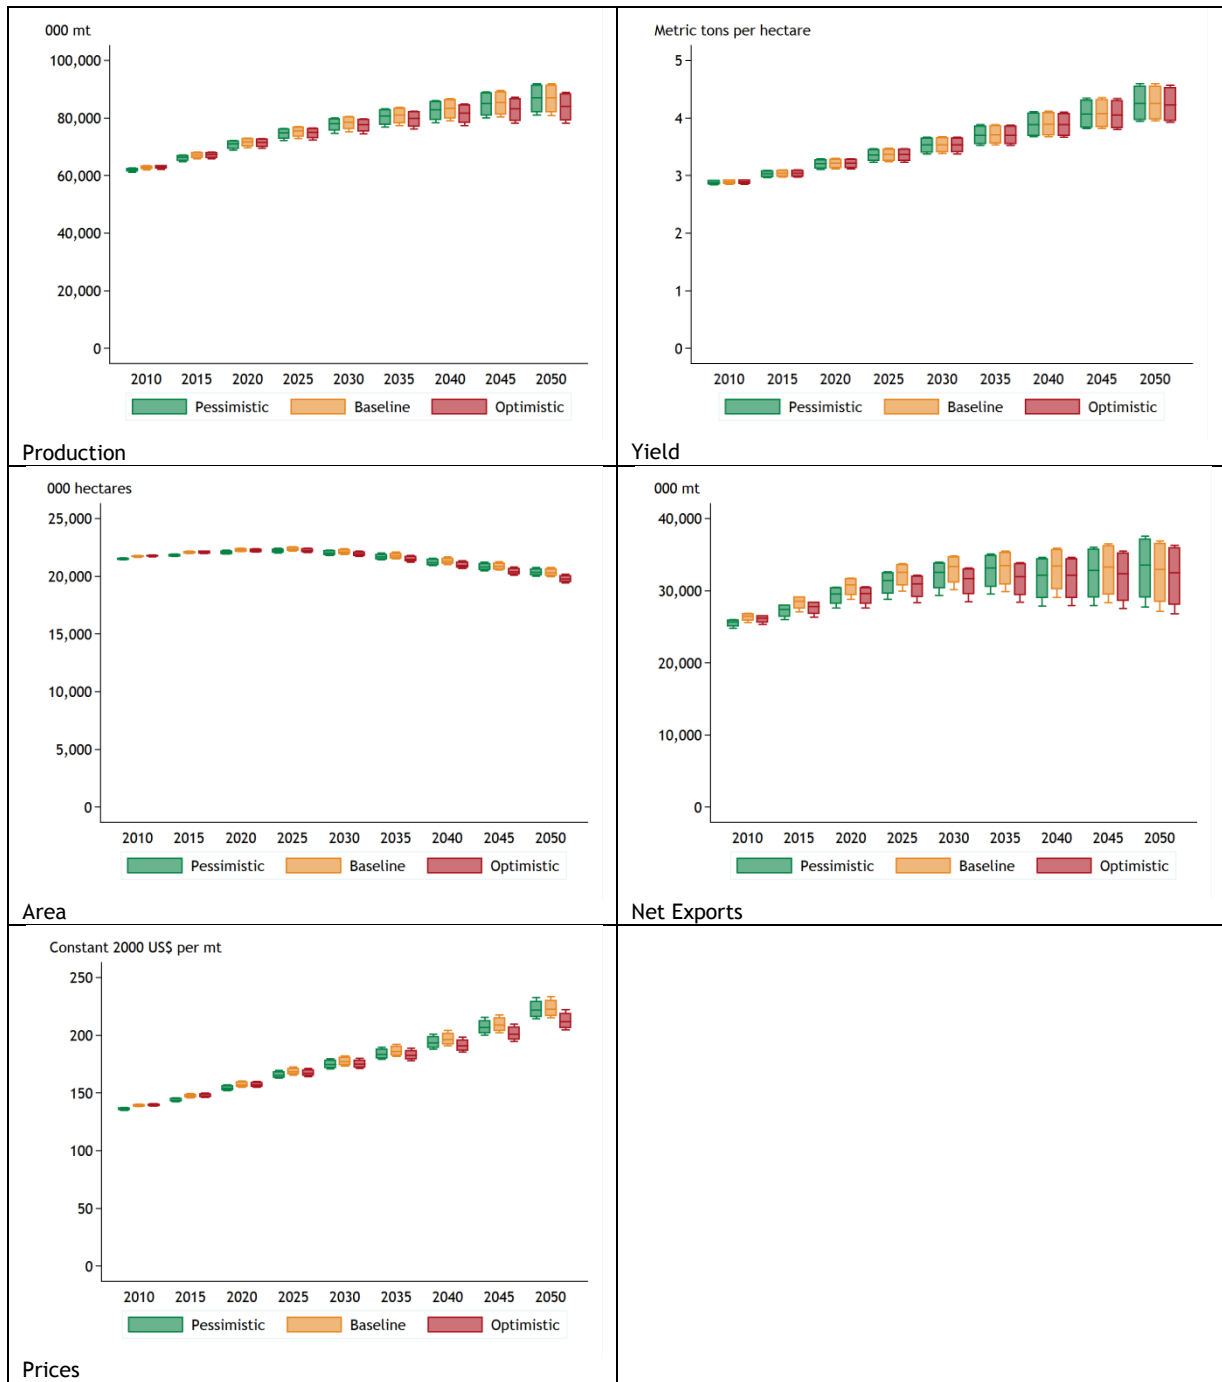 000 mt
100,000
80,000
60,000
40,000
20,000
0
2010 2015 2020 2025 2030 2035 2040 2045 2050
Pessimistic Baseline Optimistic
Production
Metric tons per hectare
5
4
3
2
1
0
2010 2015 2020 2025 2030 2035 2040 2045 2050
Pessimistic Baseline Optimistic
Yield
000 hectares
25,000
20,000
15,000
10,000
5,000
0
2010 2015 2020 2025 2030 2035 2040 2045 2050
Pessimistic Baseline Optimistic
Area
000 mt
40,000
30,000
20,000
10,000
0
2010 2015 2020 2025 2030 2035 2040 2045 2050
Pessimistic Baseline Optimistic
Net Exports
Constant 2000 US$ per mt
250
200
150
100
50
0
2010 2015 2020 2025 2030 2035 2040 2045 2050
Pessimistic Baseline Optimistic
Prices